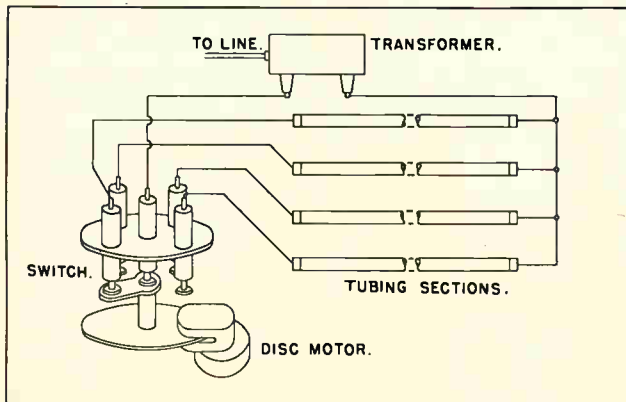 TO LINE.
TRANSFORMER.
SWITCH.
TUBING SECTIONS.
DISC MOTOR.